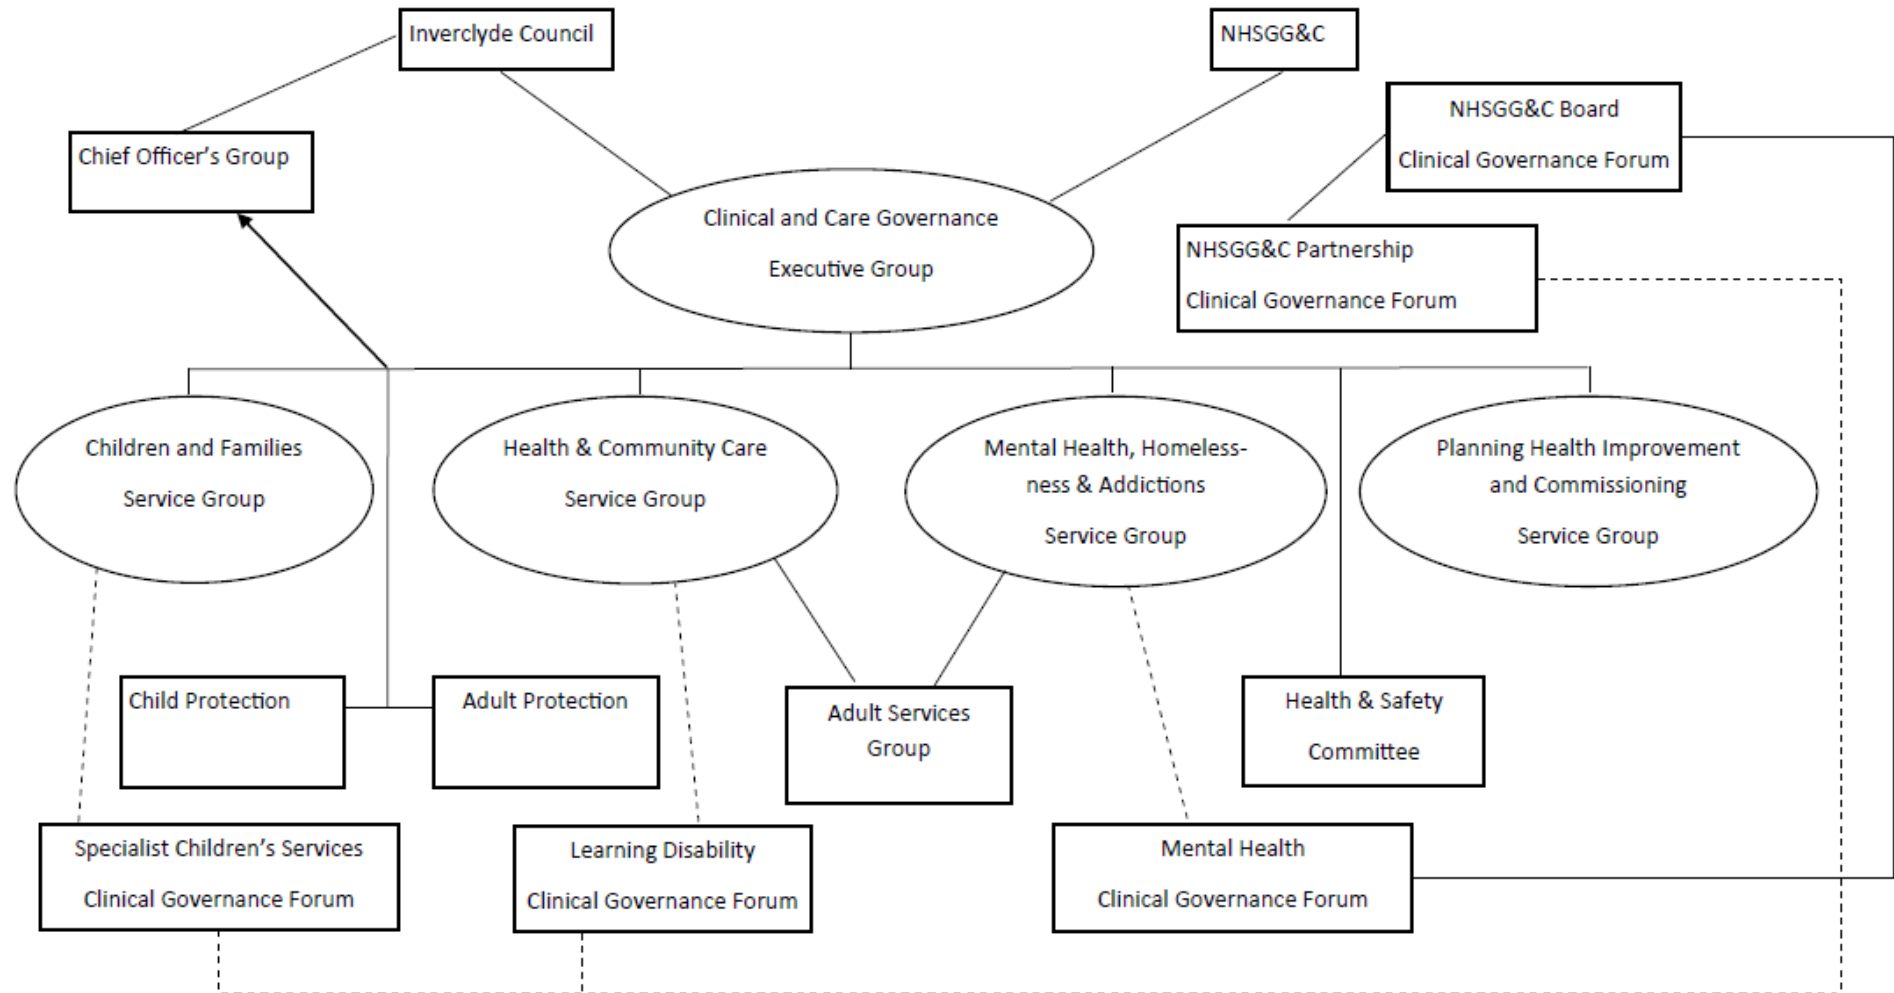 Inverclyde Council
NHSGG&C
NHSGG&C Board
Clinical Governance Forum
Chief Officer’s Group
Clinical and Care Governance
Executive Group
NHSGG&C Partnership
Clinical Governance Forum
Children and Families
Service Group
Health & Community Care
Service Group
Mental Health, Homeless-
ness & Addictions
Service Group
Planning Health Improvement
and Commissioning
Service Group
Child Protection
Adult Protection
Adult Services
Group
Health & Safety
Committee
Specialist Children’s Services
Clinical Governance Forum
Learning Disability
Clinical Governance Forum
Mental Health
Clinical Governance Forum